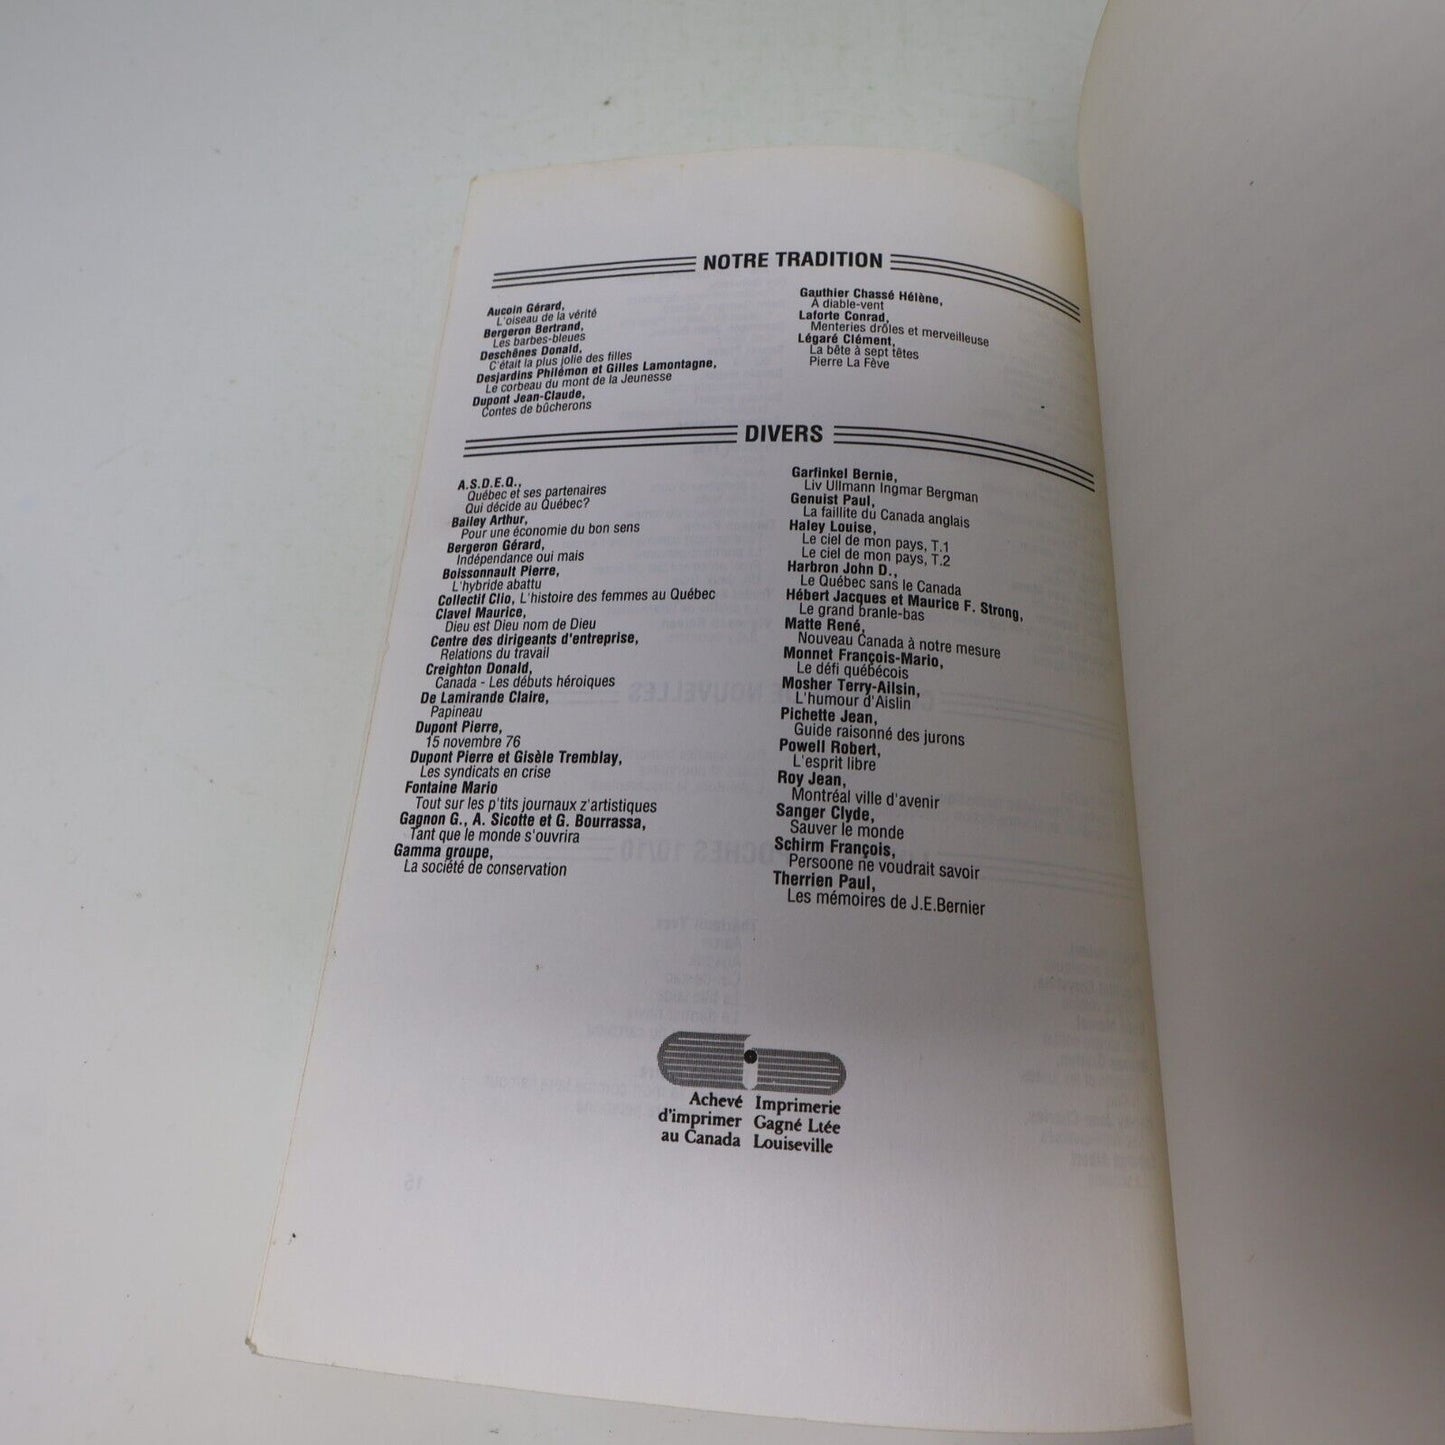 NOTRE TRADITION
Aucoin Gérard,
L'oiseau de la vérité
Bergeron Bertrand,
Les barbes-bleues
Deschênes Donald,
C'était la plus jolie des filles
Desjardins Philémon et Gilles Lamontagne,
Le corbeau du mont de la Jeunesse
Dupont Jean-Claude,
Contes de bûcherons
Gauthier Chassé Hélène,
À diable-vent
Laforte Conrad,
Menteries drôles et merveilleuse
Légaré Clément,
La bête à sept têtes
Pierre La Fève
DIVERS
A.S.D.E.Q.,
Québec et ses partenaires
Qui décide au Québec?
Bailey Arthur,
Pour une économie du bon sens
Bergeron Gérard,
Indépendance oui mais
Boissonnault Pierre,
L'hybride abattu
Collectif Clio, L'histoire des femmes au Québec
Clavel Maurice,
Dieu est Dieu nom de Dieu
Centre des dirigeants d'entreprise,
Relations du travail
Creighton Donald,
Canada - Les débuts héroiques
De Lamirande Claire,
Papineau
Dupont Pierre,
15 novembre 76
Dupont Pierre et Gisèle Tremblay,
Les syndicats en crise
Fontaine Mario
Tout sur les p'tits journaux z'artistiques
Gagnon G., A. Sicotte et G. Bourrassa,
Tant que le monde s'ouvrira
Gamma groupe,
La société de conservation
Garfinkel Bernie,
Liv Ullmann Ingmar Bergman
Genuist Paul,
La faillite du Canada anglais
Haley Louise,
Le ciel de mon pays, T.1
Le ciel de mon pays, T.2
Harbron John D.,
Le Québec sans le Canada
Hébert Jacques et Maurice F. Strong,
Le grand branle-bas
Matte René,
Nouveau Canada à notre mesure
Monnet François-Mario,
Le défi québécois
Mosher Terry-Ailsin,
L'humour d'Aislin
Pichette Jean,
Guide raisonné des jurons
Powell Robert,
L'esprit libre
Roy Jean,
Montréal ville d'avenir
Sanger Clyde,
Sauver le monde
Schirm François,
Persoone ne voudrait savoir
Therrien Paul,
Les mémoires de J.E.Bernier
Achevé Imprimerie
d'imprimer Gagné Ltée
au Canada Louiseville